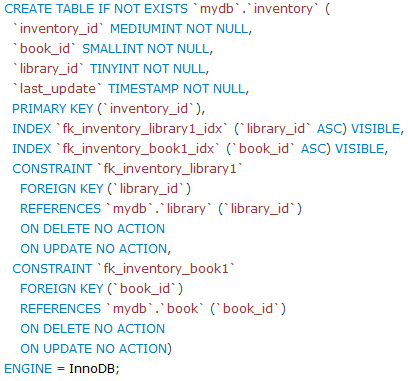 CREATE TABLE IF NOT EXISTS `mydb`.`inventory` (
`inventory_id` MEDIUMINT NOT NULL,
`book_id` SMALLINT NOT NULL,
`library_id` TINYINT NOT NULL,
`last_update` TIMESTAMP NOT NULL,
PRIMARY KEY (`inventory_id`),
INDEX `fk_inventory_library1_idx` (`library_id` ASC) VISIBLE,
INDEX `fk_inventory_book1_idx` (`book_id` ASC) VISIBLE,
CONSTRAINT `fk_inventory_library1`
FOREIGN KEY (`library_id`)
REFERENCES `mydb`.`library` (`library_id`)
ON DELETE NO ACTION
ON UPDATE NO ACTION,
CONSTRAINT `fk_inventory_book1`
FOREIGN KEY (`book_id`)
REFERENCES `mydb`.`book` (`book_id`)
ON DELETE NO ACTION
ON UPDATE NO ACTION)
ENGINE = InnoDB;